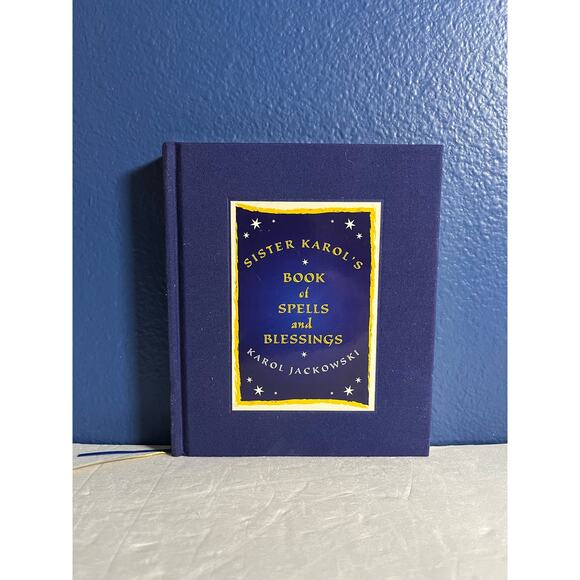 SISTER KAROL'S
BOOK
of
SPELLS
and
BLESSINGS
KAROL JACKOWSKI